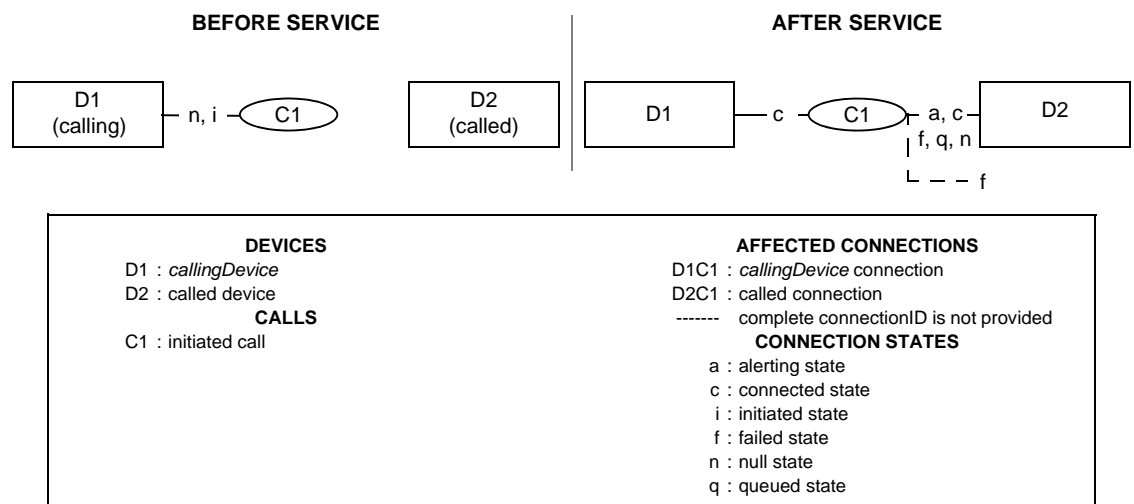 BEFORE SERVICE
AFTER SERVICE
D1
(calling)
n, i
C1
D2
(called)
D1
c
C1
a, c
f, q, n
D2
f
DEVICES
D1 : callingDevice
D2 : called device
CALLS
C1 : initiated call
AFFECTED CONNECTIONS
D1C1 : callingDevice connection
D2C1 : called connection
------- complete connectionID is not provided
CONNECTION STATES
a : alerting state
c : connected state
i : initiated state
f : failed state
n : null state
q : queued state